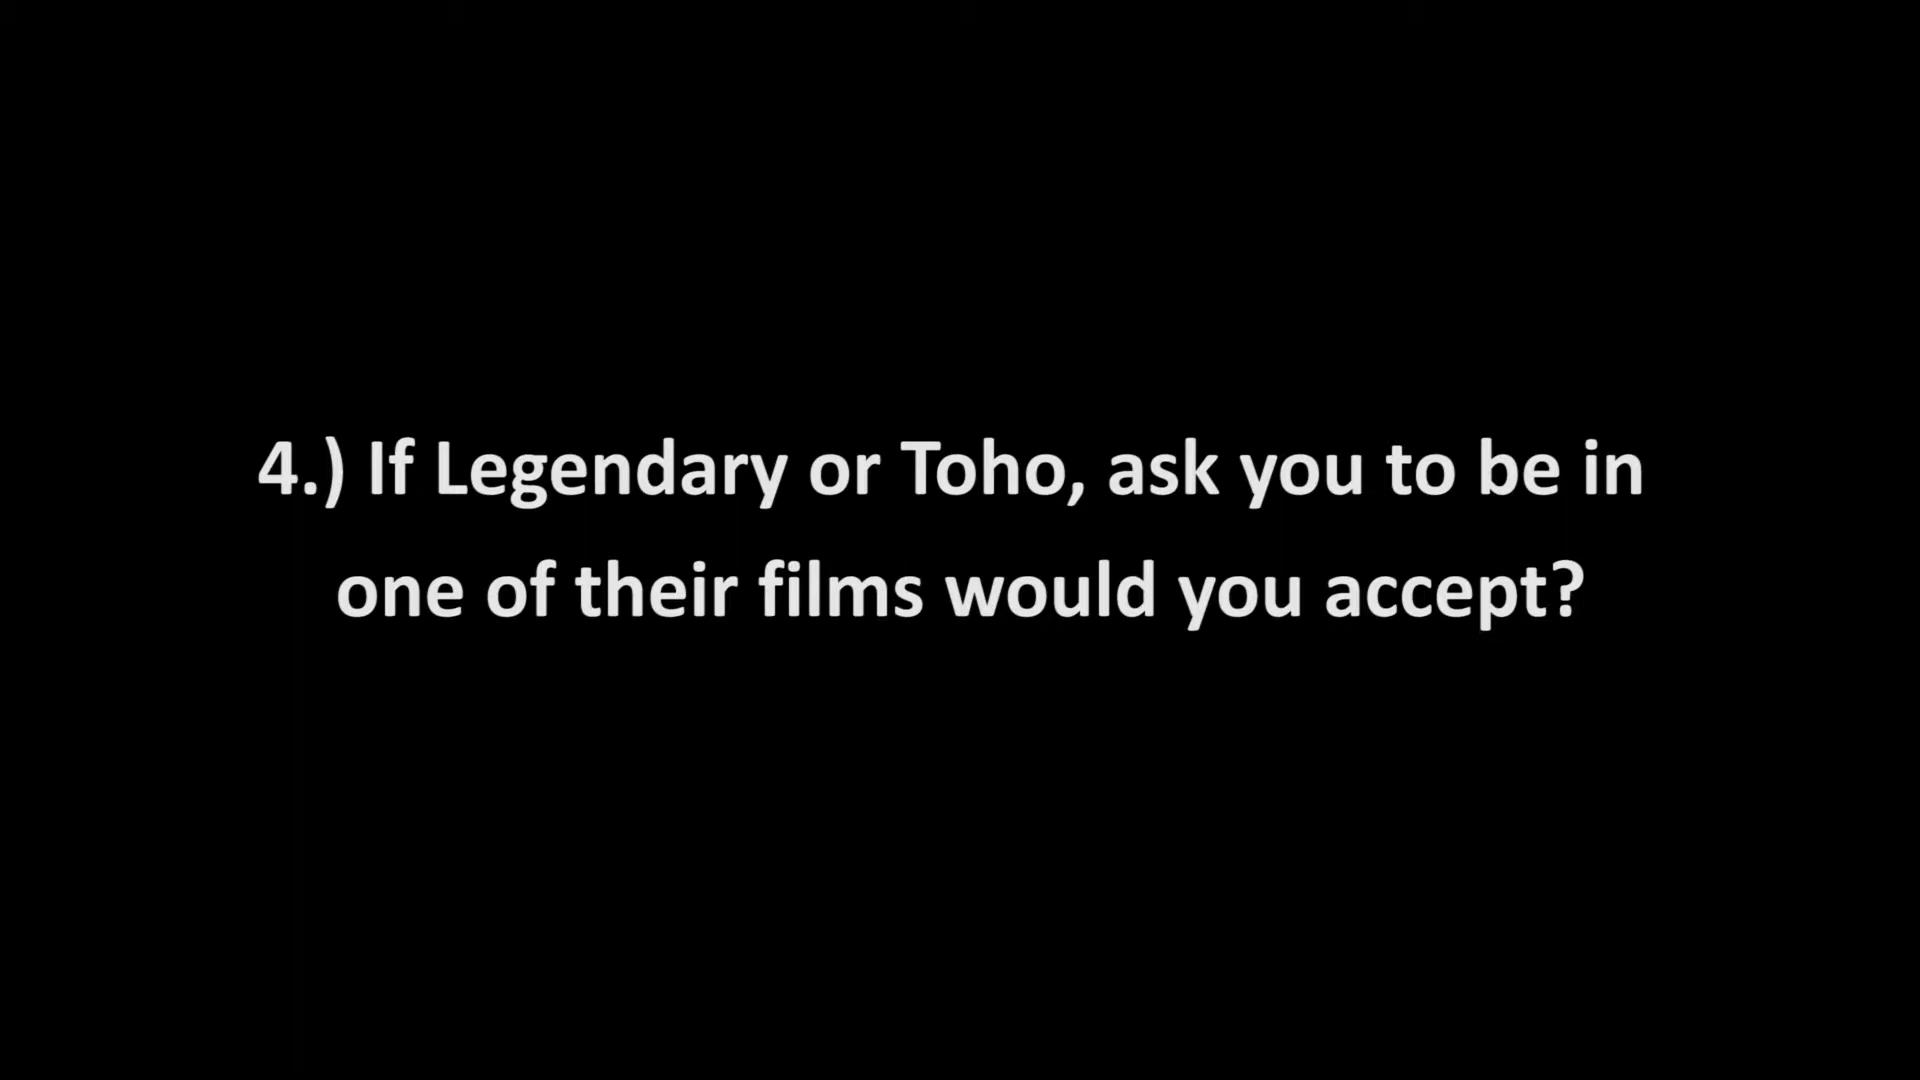 4.) If Legendary or Toho, ask you to be in
one of their films would you accept?